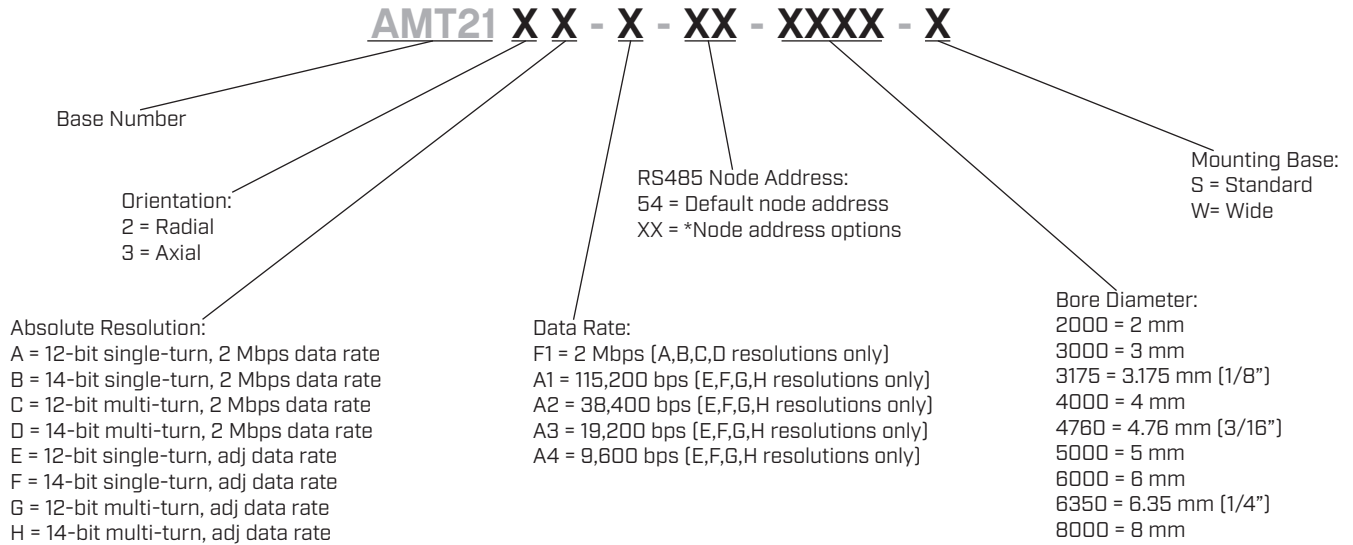 AMT21 X X - X - XX - XXXX - X
Base Number
Orientation:
2 = Radial
3 = Axial
Absolute Resolution:
A = 12-bit single-turn, 2 Mbps data rate
B = 14-bit single-turn, 2 Mbps data rate
C = 12-bit multi-turn, 2 Mbps data rate
D = 14-bit multi-turn, 2 Mbps data rate
E = 12-bit single-turn, adj data rate
F = 14-bit single-turn, adj data rate
G = 12-bit multi-turn, adj data rate
H = 14-bit multi-turn, adj data rate
Data Rate:
F1 = 2 Mbps (A,B,C,D resolutions only)
A1 = 115,200 bps (E,F,G,H resolutions only)
A2 = 38,400 bps (E,F,G,H resolutions only)
A3 = 19,200 bps (E,F,G,H resolutions only)
A4 = 9,600 bps (E,F,G,H resolutions only)
RS485 Node Address:
54 = Default node address
XX = *Node address options
Bore Diameter:
2000 = 2 mm
3000 = 3 mm
3175 = 3.175 mm (1/8”)
4000 = 4 mm
4760 = 4.76 mm (3/16”)
5000 = 5 mm
6000 = 6 mm
6350 = 6.35 mm (1/4”)
8000 = 8 mm
Mounting Base:
S = Standard
W= Wide